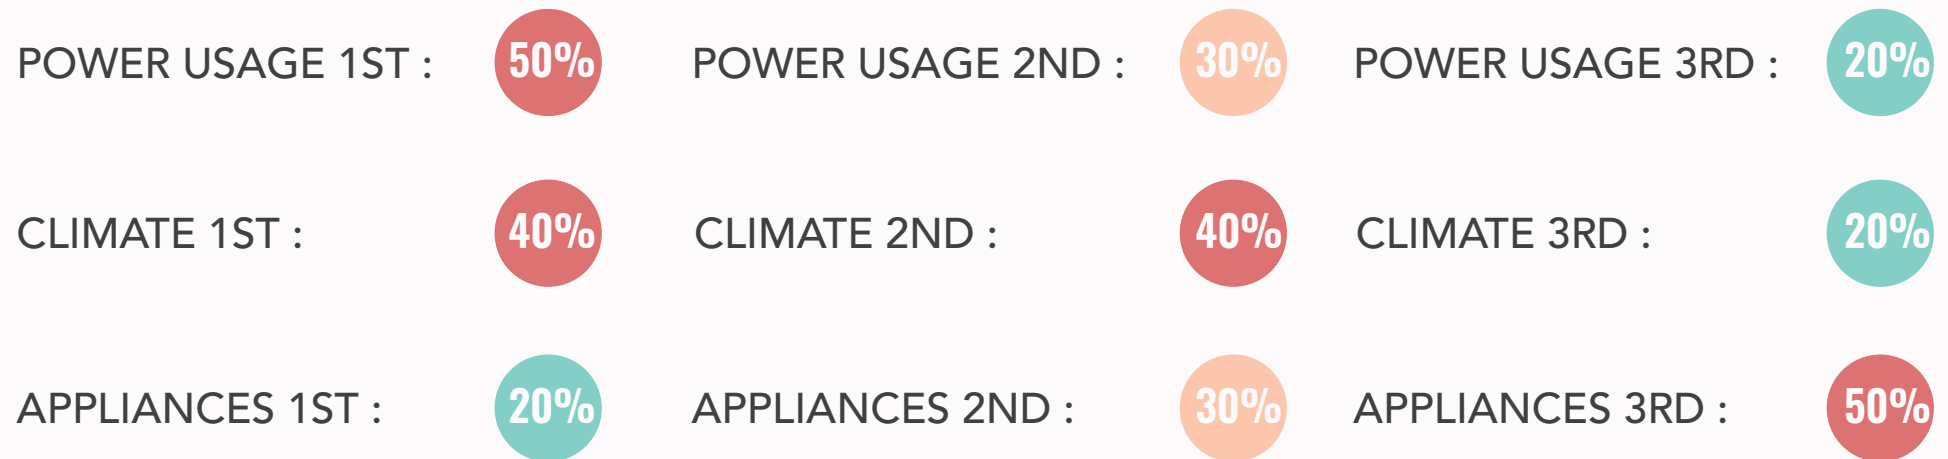 POWER USAGE 1ST : 50% POWER USAGE 2ND : 30% POWER USAGE 3RD : 20%
CLIMATE 1ST : 40% CLIMATE 2ND : 40% CLIMATE 3RD : 20%
APPLIANCES 1ST : 20% APPLIANCES 2ND : 30% APPLIANCES 3RD : 50%